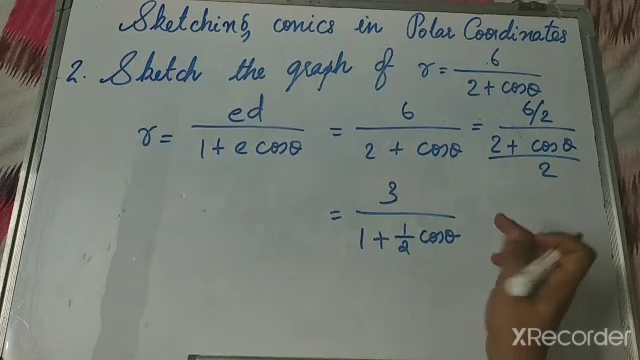 Sketching conics in Polar Coordinates
2. Sketch the graph of r = 6 / (2 + cosθ)
r = ed / (1 + e cosθ) = 6 / (2 + cosθ) = (6/2) / ((2 + cosθ) / 2)
= 3 / (1 + 1/2 cosθ)
XRecorder